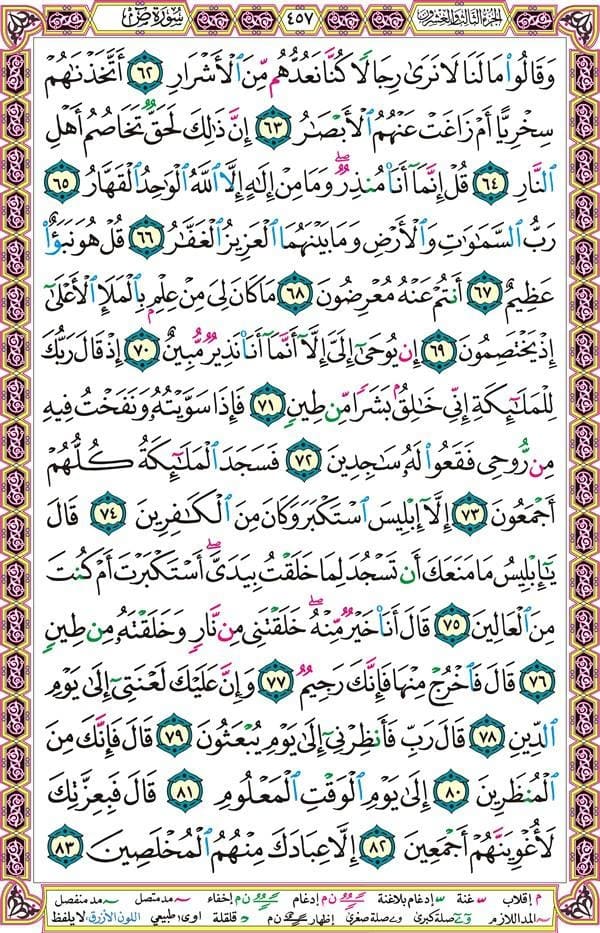 الجزء الثالث والعشرون ٤٥٧ سُورَةُ صٓ
وَقَالُوا۟ مَا لَنَا لَا نَرَىٰ رِجَالًا كُنَّا نَعُدُّهُم مِّنَ ٱلْأَشْرَارِ ٦٢ أَتَّخَذْنَٰهُمْ
سِخْرِيًّا أَمْ زَاغَتْ عَنْهُمُ ٱلْأَبْصَٰرُ ٦٣ إِنَّ ذَٰلِكَ لَحَقٌّ تَخَاصُمُ أَهْلِ
ٱلنَّارِ ٦٤ قُلْ إِنَّمَآ أَنَا۠ مُنذِرٌ ۖ وَمَا مِنْ إِلَٰهٍ إِلَّا ٱللَّهُ ٱلْوَٰحِدُ ٱلْقَهَّارُ ٦٥
رَبُّ ٱلسَّمَٰوَٰتِ وَٱلْأَرْضِ وَمَا بَيْنَهُمَا ٱلْعَزِيزُ ٱلْغَفَّٰرُ ٦٦ قُلْ هُوَ نَبَؤٌا۟
عَظِيمٌ ٦٧ أَنتُمْ عَنْهُ مُعْرِضُونَ ٦٨ مَا كَانَ لِىَ مِنْ عِلْمٍۭ بِٱلْمَلَإِ ٱلْأَعْلَىٰٓ
إِذْ يَخْتَصِمُونَ ٦٩ إِن يُوحَىٰٓ إِلَىَّ إِلَّآ أَنَّمَآ أَنَا۠ نَذِيرٌ مُّبِينٌ ٧٠ إِذْ قَالَ رَبُّكَ
لِلْمَلَٰٓئِكَةِ إِنِّى خَٰلِقٌۢ بَشَرًا مِّن طِينٍ ٧١ فَإِذَا سَوَّيْتُهُۥ وَنَفَخْتُ فِيهِ
مِن رُّوحِى فَقَعُوا۟ لَهُۥ سَٰجِدِينَ ٧٢ فَسَجَدَ ٱلْمَلَٰٓئِكَةُ كُلُّهُمْ
أَجْمَعُونَ ٧٣ إِلَّآ إِبْلِيسَ ٱسْتَكْبَرَ وَكَانَ مِنَ ٱلْكَٰفِرِينَ ٧٤ قَالَ
يَٰٓإِبْلِيسُ مَا مَنَعَكَ أَن تَسْجُدَ لِمَا خَلَقْتُ بِيَدَىَّ ۖ أَسْتَكْبَرْتَ أَمْ كُنتَ
مِنَ ٱلْعَالِينَ ٧٥ قَالَ أَنَا۠ خَيْرٌ مِّنْهُ ۖ خَلَقْتَنِى مِن نَّارٍ وَخَلَقْتَهُۥ مِن طِينٍ
٧٦ قَالَ فَٱخْرُجْ مِنْهَا فَإِنَّكَ رَجِيمٌ ٧٧ وَإِنَّ عَلَيْكَ لَعْنَتِىٓ إِلَىٰ يَوْمِ
ٱلدِّينِ ٧٨ قَالَ رَبِّ فَأَنظِرْنِىٓ إِلَىٰ يَوْمِ يُبْعَثُونَ ٧٩ قَالَ فَإِنَّكَ مِنَ
ٱلْمُنظَرِينَ ٨٠ إِلَىٰ يَوْمِ ٱلْوَقْتِ ٱلْمَعْلُومِ ٨١ قَالَ فَبِعِزَّتِكَ
لَأُغْوِيَنَّهُمْ أَجْمَعِينَ ٨٢ إِلَّا عِبَادَكَ مِنْهُمُ ٱلْمُخْلَصِينَ ٨٣
م إقلاب غنة إدغام بلا غنة ن م إدغام ن م إخفاء مد متصل مد منفصل
المد اللازم صلة كبرى صلة صغرى إظهار ن م قلقلة اوى طبيعي اللون الأزرق لا يلفظ